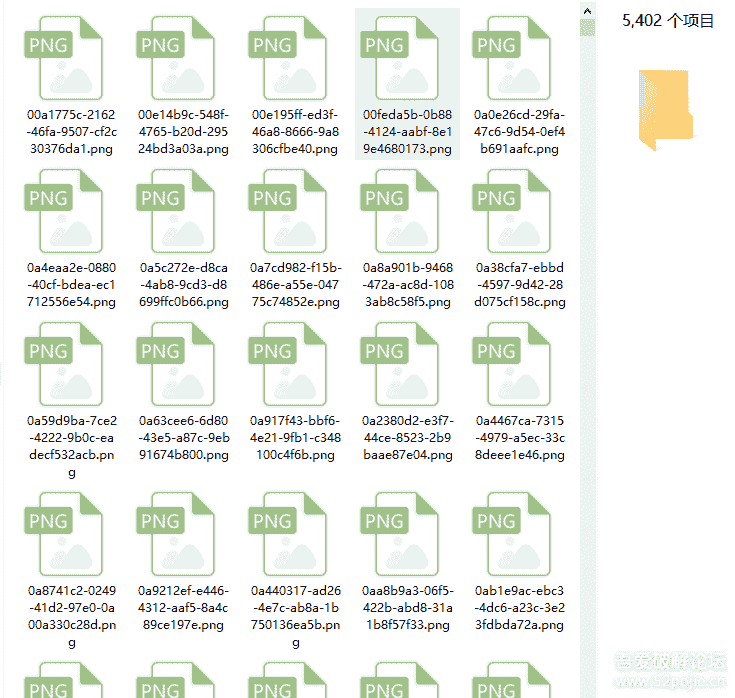 5,402 个项目
PNG PNG PNG PNG PNG
00a1775c-2162 00e14b9c-548f- 00e195ff-ed3f- 00feda5b-0b88 0a0e26cd-29fa-
-46fa-9507-cf2c 4765-b20d-295 46a8-8666-9a8 -4124-aabf-8e1 47c6-9d54-0ef4
30376da1.png 24bd3a03a.png 306cfbe40.png 9e4680173.png b691aafc.png
PNG PNG PNG PNG PNG
0a4eaa2e-0880 0a5c272e-d8ca 0a7cd982-f15b- 0a8a901b-9468 0a38cfa7-ebbd
-40cf-bdea-ec1 -4ab8-9cd3-d8 486e-a55e-047 -472a-ac8d-108 -4597-9d42-28
712556e54.png 699ffc0b66.png 75c74852e.png 3ab8c58f5.png d075cf158c.png
PNG PNG PNG PNG PNG
0a59d9ba-7ce2 0a63cee6-6d80 0a917f43-bbf6- 0a2380d2-e3f7- 0a4467ca-7315
-4222-9b0c-ea -43e5-a87c-9eb 4e21-9fb1-c348 44ce-8523-2b9 -4979-a5ec-33c
decf532acb.pn 91674b800.png 100c4f6b.png baae87e04.png 8deee1e46.png
g
PNG PNG PNG PNG PNG
0a8741c2-0249 0a9212ef-e446- 0a440317-ad26 0aa8b9a3-06f5- 0ab1e9ac-ebc3
-41d2-97e0-0a 4312-aaf5-8a4c -4e7c-ab8a-1b 422b-abd8-31a -4dc6-a23c-3e2
00a330c28d.pn 89ce197e.png 750136ea5b.pn 1b8f57f33.png 3fdbda72a.png
g g
PNG PNG PNG PNG PNG
吾爱破解论坛
www.52pojie.cn